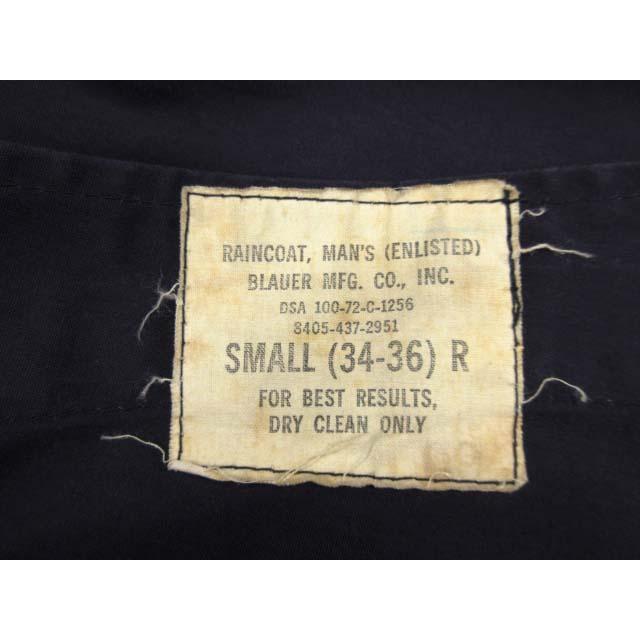 RAINCOAT, MAN'S (ENLISTED)
BLAUER MFG. CO., INC.
DSA 100-72-C-1256
8405-437-2951
SMALL (34-36) R
FOR BEST RESULTS,
DRY CLEAN ONLY